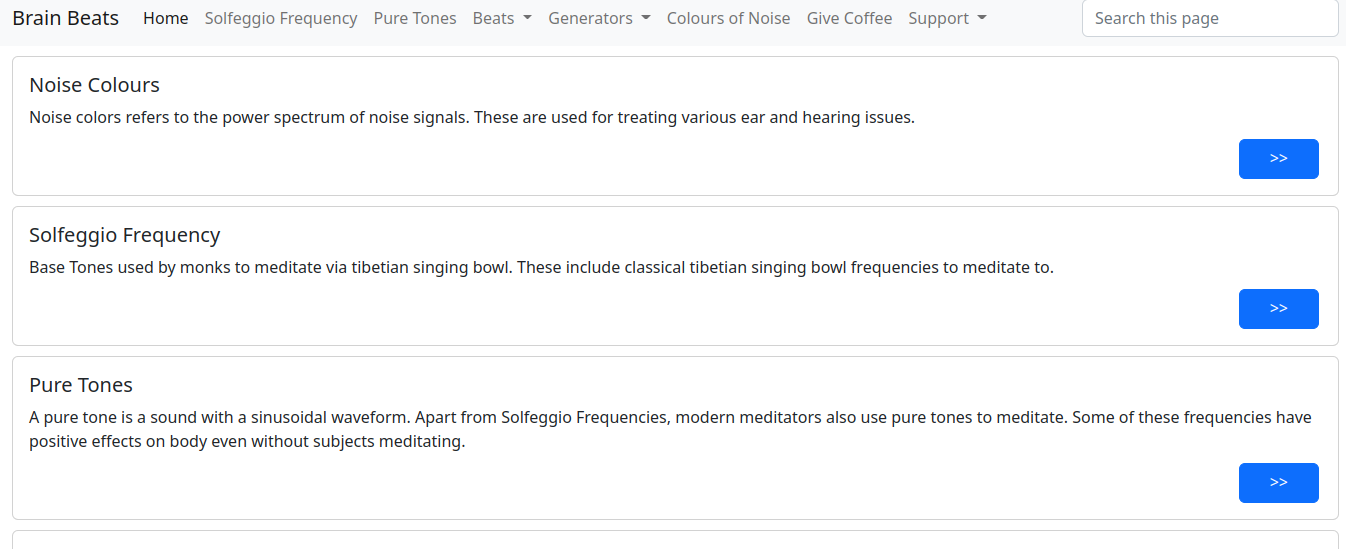 Brain Beats Home Solfeggio Frequency Pure Tones Beats Generators Colours of Noise Give Coffee Support Search this page
Noise Colours
Noise colors refers to the power spectrum of noise signals. These are used for treating various ear and hearing issues.
>>
Solfeggio Frequency
Base Tones used by monks to meditate via tibetian singing bowl. These include classical tibetian singing bowl frequencies to meditate to.
>>
Pure Tones
A pure tone is a sound with a sinusoidal waveform. Apart from Solfeggio Frequencies, modern meditators also use pure tones to meditate. Some of these frequencies have
positive effects on body even without subjects meditating.
>>